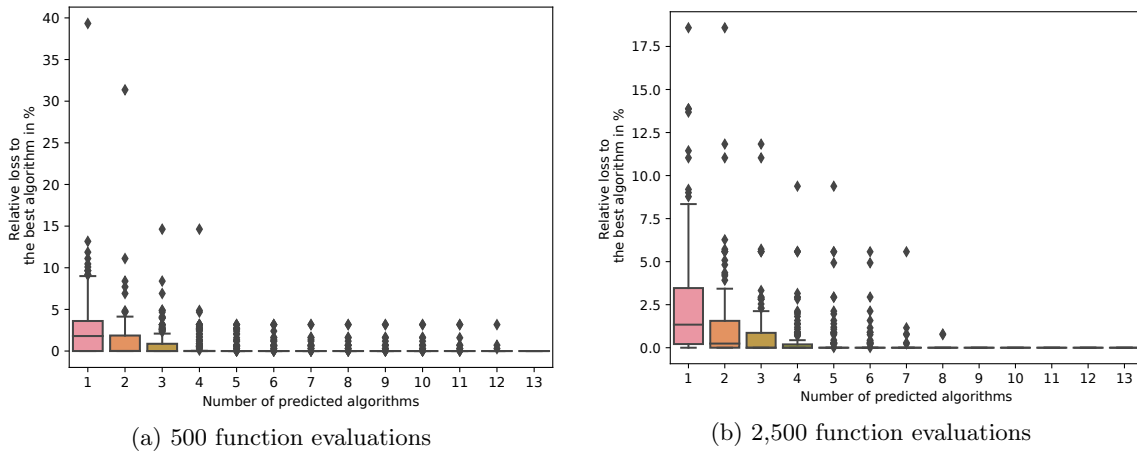 Relative loss to
the best algorithm in %
40
35
30
25
20
15
10
5
0
1 2 3 4 5 6 7 8 9 10 11 12 13
Number of predicted algorithms
(a) 500 function evaluations
Relative loss to
the best algorithm in %
17.5
15.0
12.5
10.0
7.5
5.0
2.5
0.0
1 2 3 4 5 6 7 8 9 10 11 12 13
Number of predicted algorithms
(b) 2,500 function evaluations